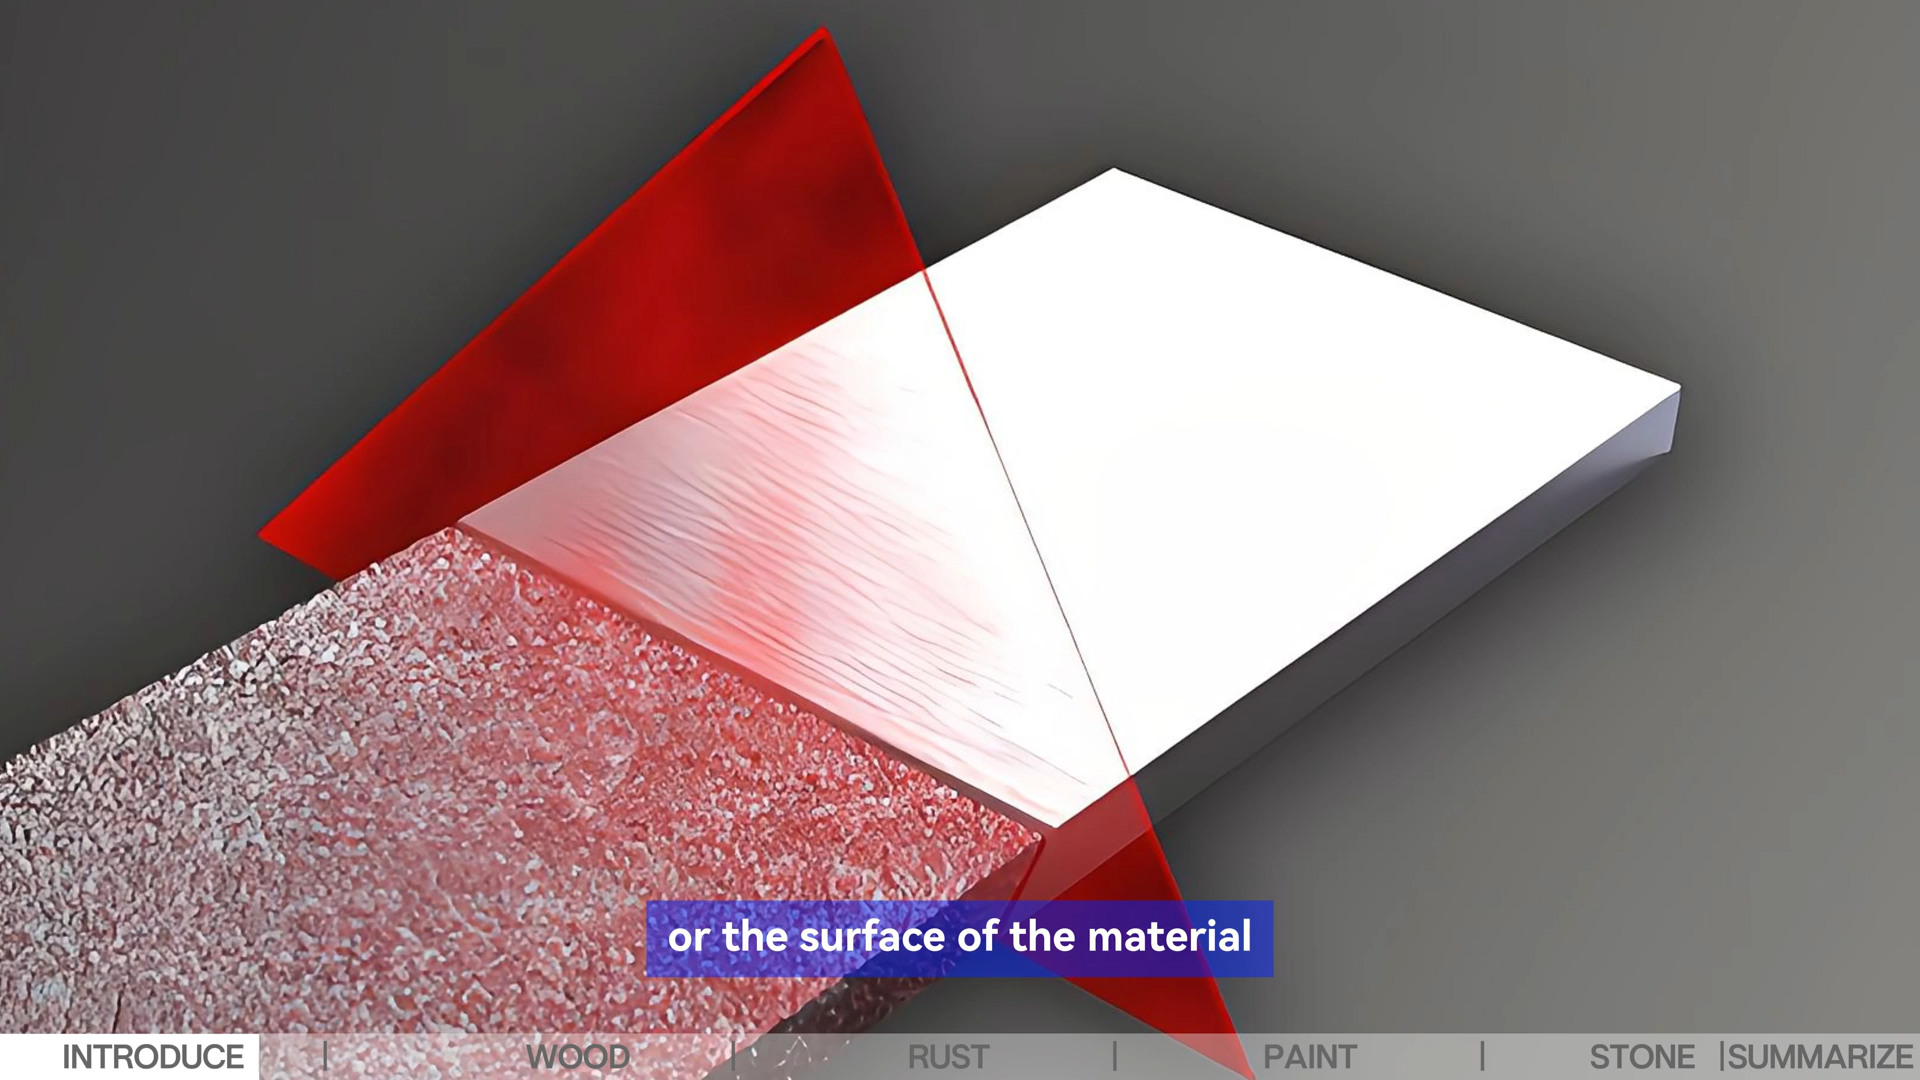 or the surface of the material
INTRODUCE | WOOD | RUST | PAINT | STONE |SUMMARIZE